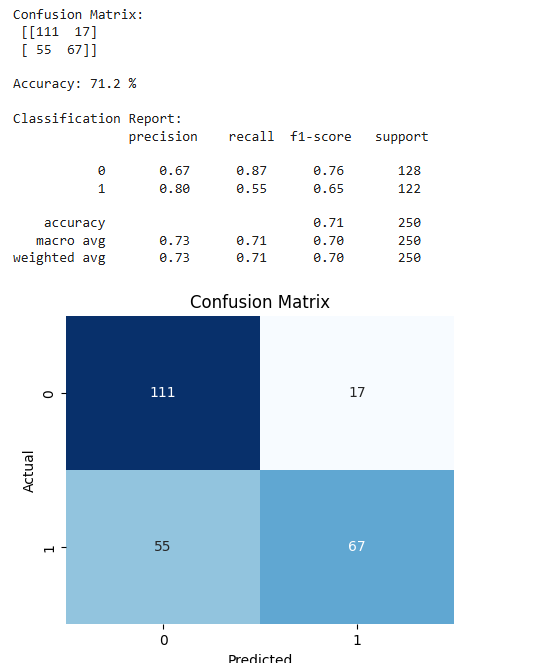 Confusion Matrix:
[[111  17]
[ 55  67]]
Accuracy: 71.2 %
Classification Report:
precision    recall  f1-score   support
0       0.67      0.87      0.76       128
1       0.80      0.55      0.65       122
accuracy                           0.71       250
macro avg       0.73      0.71      0.70       250
weighted avg       0.73      0.71      0.70       250
Confusion Matrix
0
111
17
Actual
1
55
67
0
1
Predicted